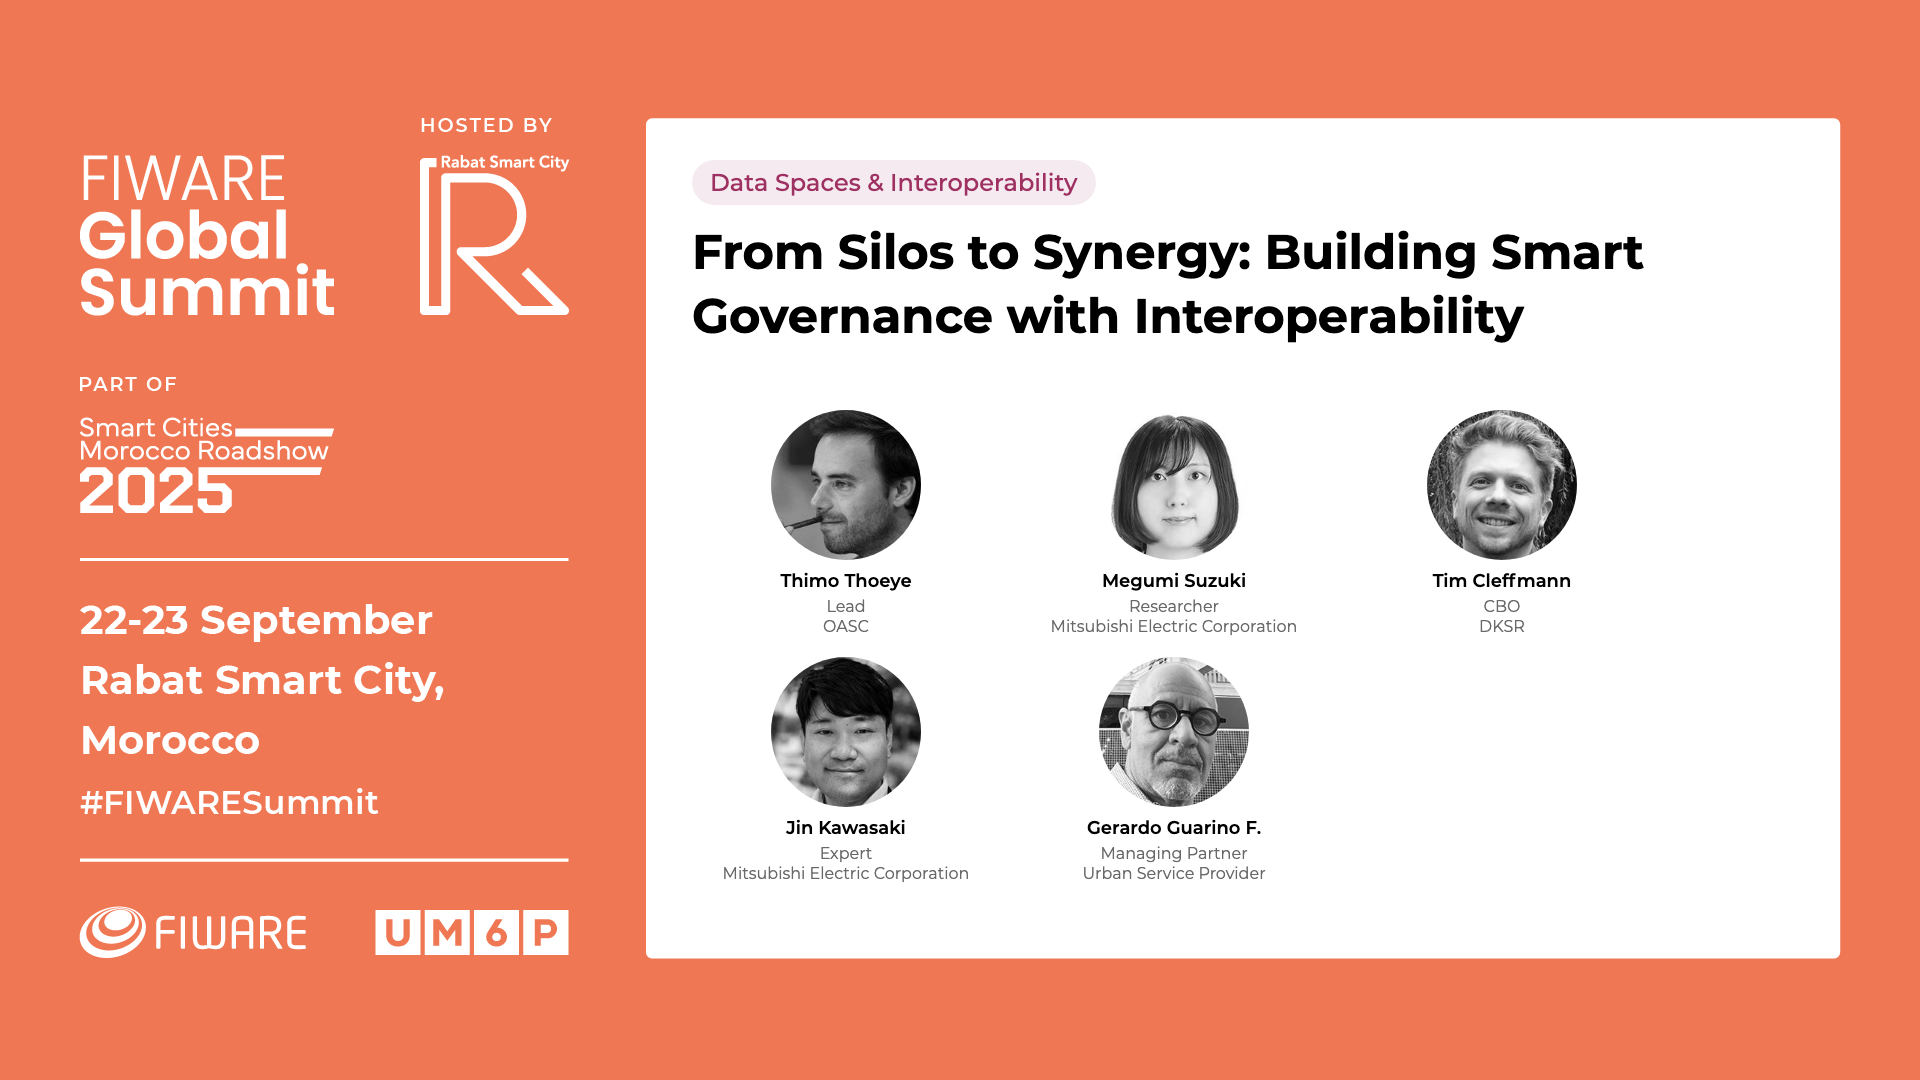 FIWARE
Global
Summit
HOSTED BY
Rabat Smart City
R
PART OF
Smart Cities
Morocco Roadshow
2025
22-23 September
Rabat Smart City,
Morocco
#FIWARESummit
FIWARE
UM6P
Data Spaces & Interoperability
From Silos to Synergy: Building Smart
Governance with Interoperability
Thimo Thoeye
Lead
OASC
Megumi Suzuki
Researcher
Mitsubishi Electric Corporation
Tim Cleffmann
CBO
DKSR
Jin Kawasaki
Expert
Mitsubishi Electric Corporation
Gerardo Guarino F.
Managing Partner
Urban Service Provider